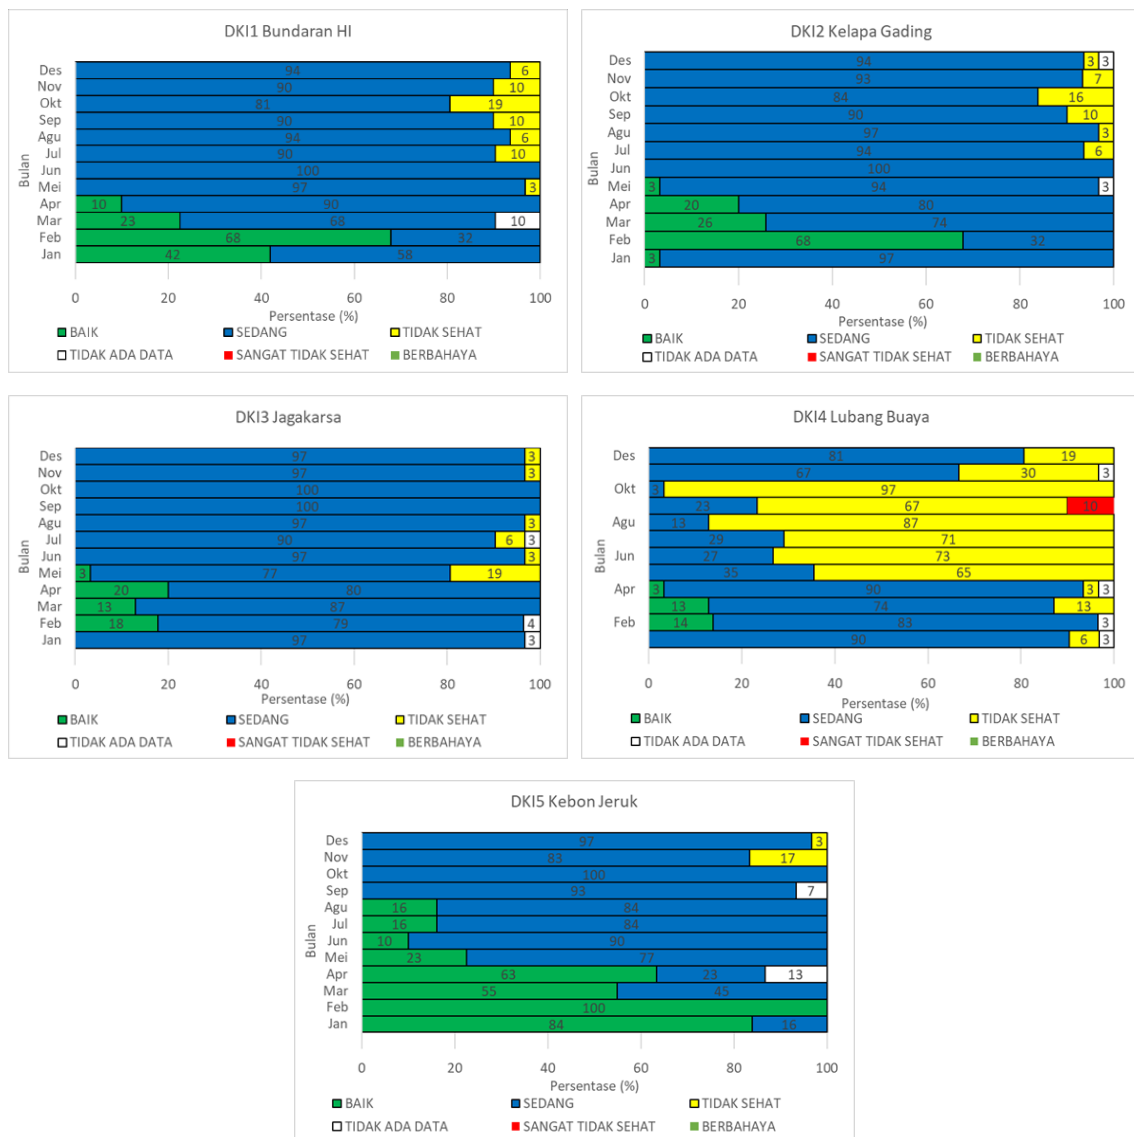 DKI1 Bundaran HI
Bulan
Des 94 6
Nov 90 10
Okt 81 19
Sep 90 10
Agu 94 6
Jul 90 10
Jun 100
Mei 97 3
Apr 10 90
Mar 23 68 10
Feb 68 32
Jan 42 58
0 20 40 60 80 100
Persentase (%)
BAIK SEDANG TIDAK SEHAT
TIDAK ADA DATA SANGAT TIDAK SEHAT BERBAHAYA
DKI2 Kelapa Gading
Bulan
Des 94 3 3
Nov 93 7
Okt 84 16
Sep 90 10
Agu 97 3
Jul 94 6
Jun 100
Mei 3 94 3
Apr 20 80
Mar 26 74
Feb 68 32
Jan 3 97
0 20 40 60 80 100
Persentase (%)
BAIK SEDANG TIDAK SEHAT
TIDAK ADA DATA SANGAT TIDAK SEHAT BERBAHAYA
DKI3 Jagakarsa
Bulan
Des 97 3
Nov 97 3
Okt 100
Sep 100
Agu 97 3
Jul 90 6 3
Jun 97 3
Mei 3 77 19
Apr 20 80
Mar 13 87
Feb 18 79 4
Jan 97 3
0 20 40 60 80 100
Persentase (%)
BAIK SEDANG TIDAK SEHAT
TIDAK ADA DATA SANGAT TIDAK SEHAT BERBAHAYA
DKI4 Lubang Buaya
Bulan
Des 81 19
67 30 3
Okt 3 97
23 67 10
Agu 13 87
29 71
Jun 27 73
35 65
Apr 3 90 3 3
13 74 13
Feb 14 83 3
90 6 3
0 20 40 60 80 100
Persentase (%)
BAIK SEDANG TIDAK SEHAT
TIDAK ADA DATA SANGAT TIDAK SEHAT BERBAHAYA
DKI5 Kebon Jeruk
Bulan
Des 97 3
Nov 83 17
Okt 100
Sep 93 7
Agu 16 84
Jul 16 84
Jun 10 90
Mei 23 77
Apr 63 23 13
Mar 55 45
Feb 100
Jan 84 16
0 20 40 60 80 100
Persentase (%)
BAIK SEDANG TIDAK SEHAT
TIDAK ADA DATA SANGAT TIDAK SEHAT BERBAHAYA